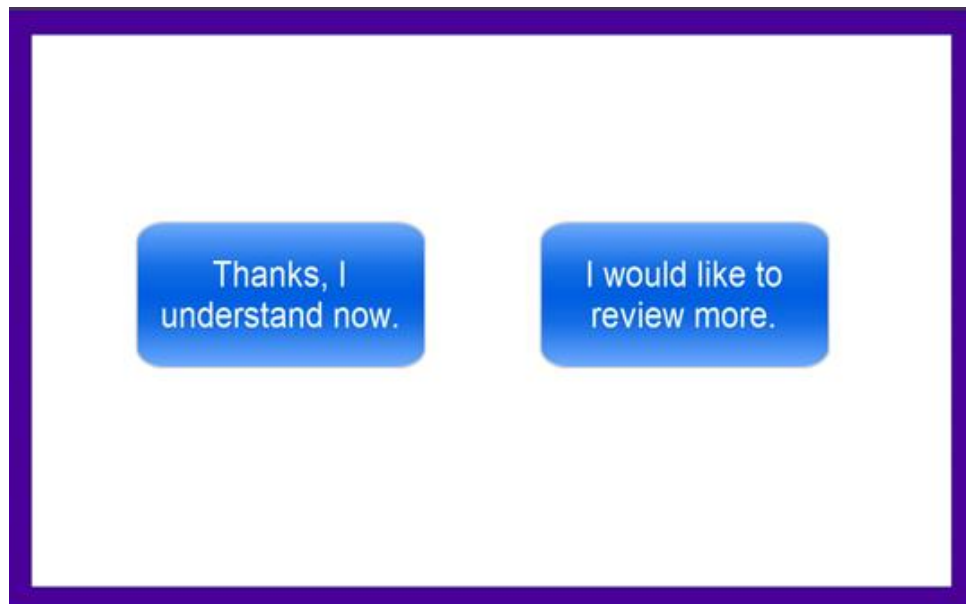 Thanks, I
understand now.
I would like to
review more.